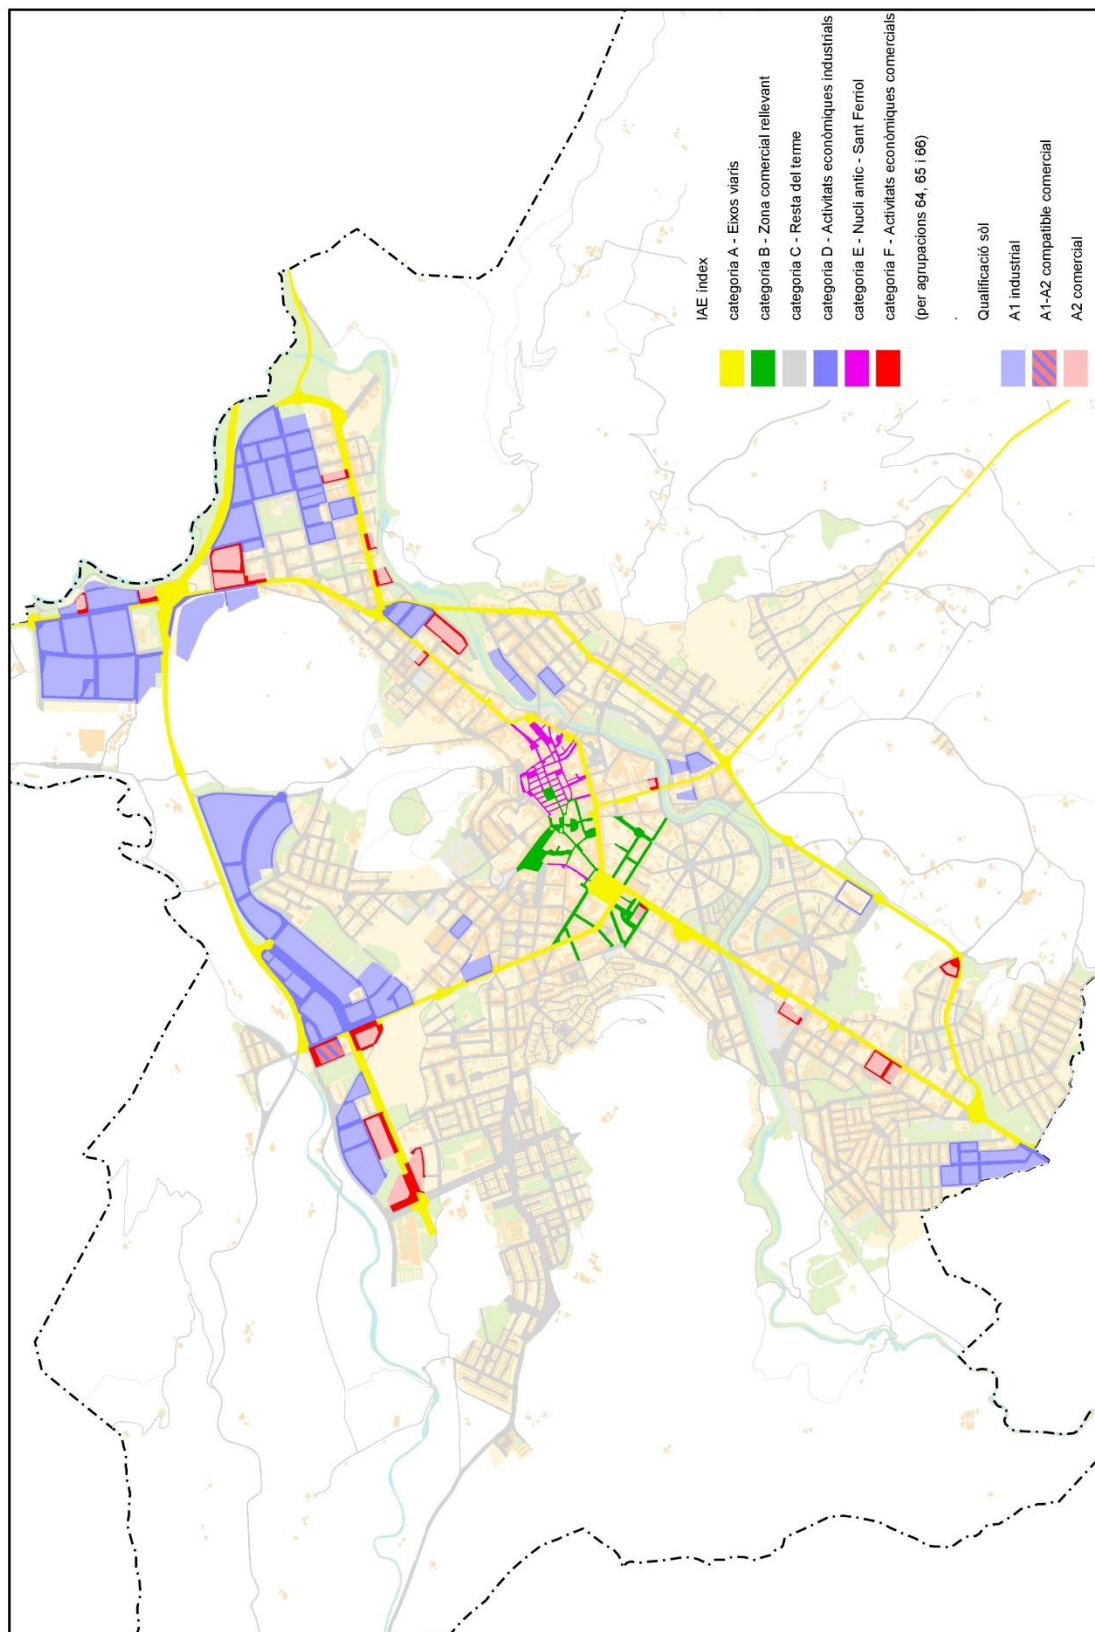 IAE índex
categoria A - Eixos viaris
categoria B - Zona comercial rellevant
categoria C - Resta del terme
categoria D - Activitats econòmiques industrials
categoria E - Nucli antic - Sant Ferriol
categoria F - Activitats econòmiques comercials
(per agrupacions 64, 65 i 66)
.
Qualificació sòl
A1 industrial
A1-A2 compatible comercial
A2 comercial